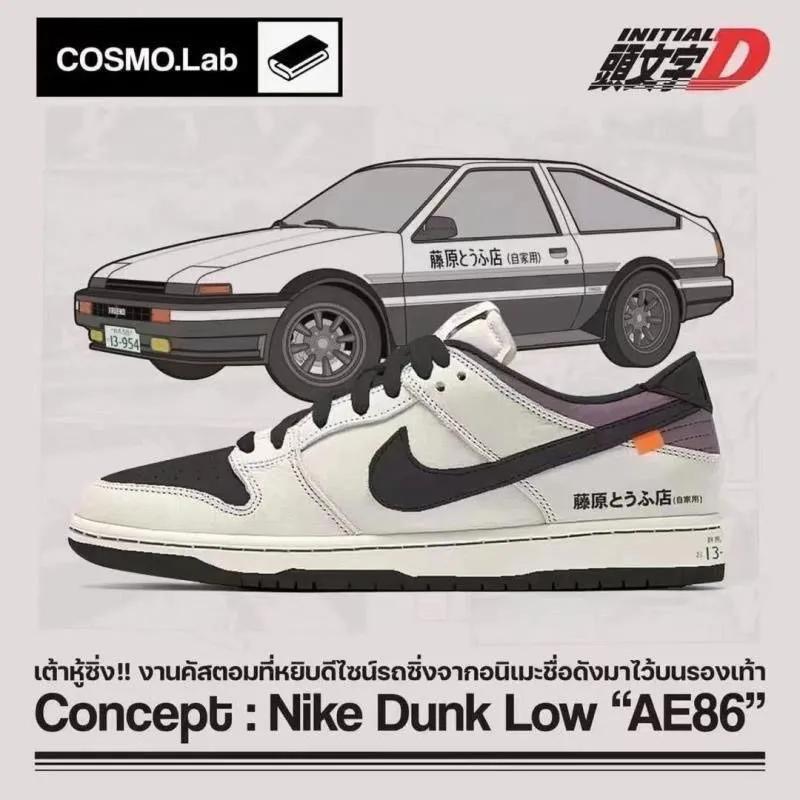 COSMO.Lab
INITIAL
頭文字D
藤原とうふ店(自家用)
TRUENO
13-954
藤原とうふ店(自家用)
13-
เต้าหู้ซิ่ง!! งานคัสตอมที่หยิบดีไซน์รถซิ่งจากอนิเมะชื่อดังมาไว้บนรองเท้า
Concept : Nike Dunk Low “AE86”